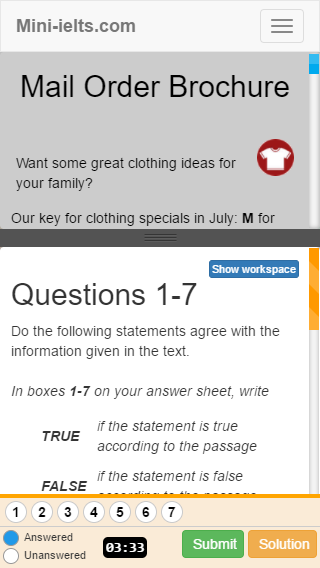 Mini-ielts.com
Mail Order Brochure
Want some great clothing ideas for
your family?
Our key for clothing specials in July: M for
Show workspace
Questions 1-7
Do the following statements agree with the
information given in the text.
In boxes 1-7 on your answer sheet, write
TRUE if the statement is true
according to the passage
FALSE if the statement is false
according to the passage
1 2 3 4 5 6 7
Answered
Unanswered
03:33
Submit
Solution